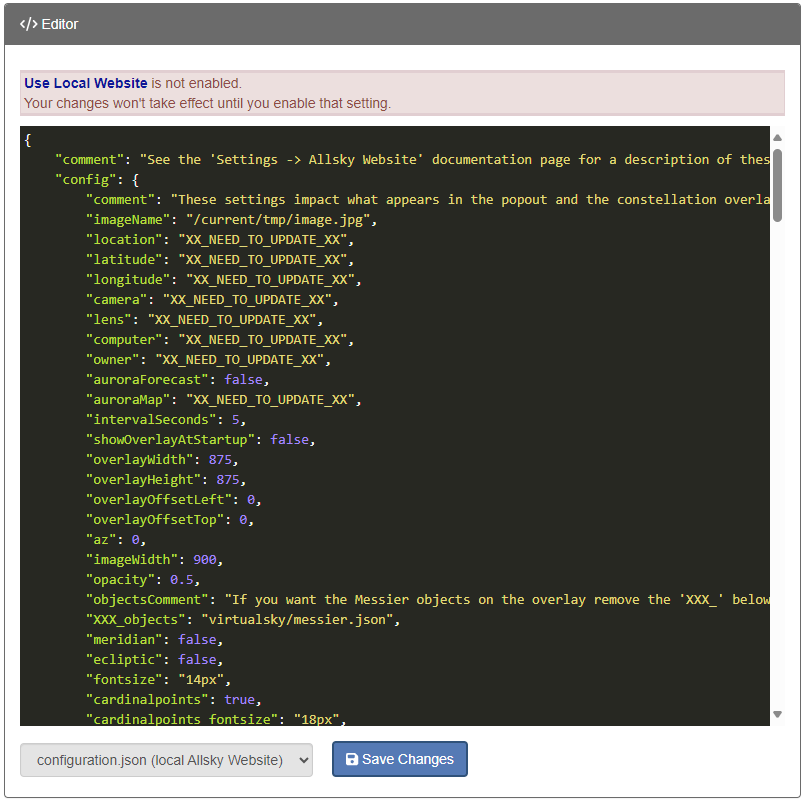 </> Editor
Use Local Website is not enabled.
Your changes won't take effect until you enable that setting.
{
    "comment": "See the 'Settings -> Allsky Website' documentation page for a description of thes
    "config": {
        "comment": "These settings impact what appears in the popout and the constellation overla
        "imageName": "/current/tmp/image.jpg",
        "location": "XX_NEED_TO_UPDATE_XX",
        "latitude": "XX_NEED_TO_UPDATE_XX",
        "longitude": "XX_NEED_TO_UPDATE_XX",
        "camera": "XX_NEED_TO_UPDATE_XX",
        "lens": "XX_NEED_TO_UPDATE_XX",
        "computer": "XX_NEED_TO_UPDATE_XX",
        "owner": "XX_NEED_TO_UPDATE_XX",
        "auroraForecast": false,
        "auroraMap": "XX_NEED_TO_UPDATE_XX",
        "intervalSeconds": 5,
        "showOverlayAtStartup": false,
        "overlayWidth": 875,
        "overlayHeight": 875,
        "overlayOffsetLeft": 0,
        "overlayOffsetTop": 0,
        "az": 0,
        "imageWidth": 900,
        "opacity": 0.5,
        "objectsComment": "If you want the Messier objects on the overlay remove the 'XXX_' below
        "XXX_objects": "virtualsky/messier.json",
        "meridian": false,
        "ecliptic": false,
        "fontsize": "14px",
        "cardinalpoints": true,
        "cardinalpoints_fontsize": "18px",
configuration.json (local Allsky Website)
Save Changes